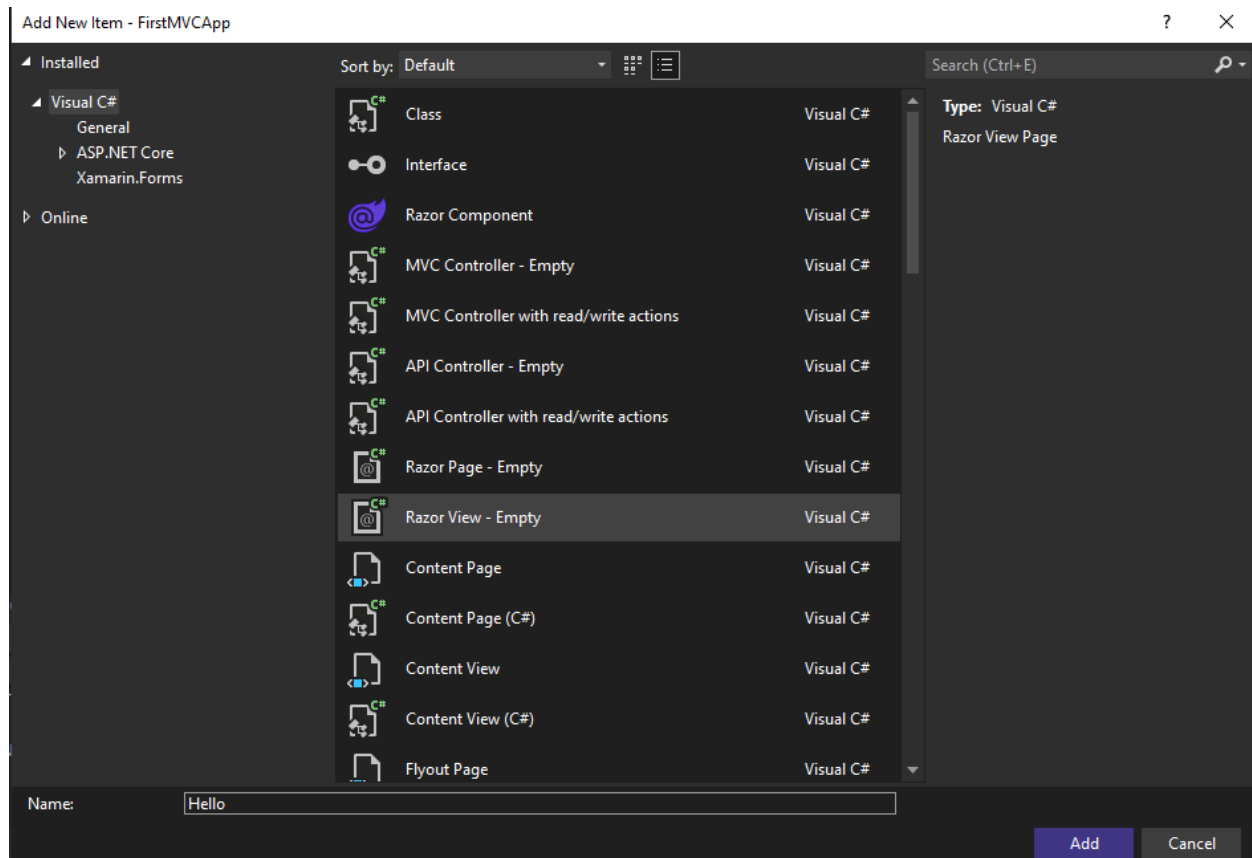 Add New Item - FirstMVCApp
?
Installed
Visual C#
General
ASP.NET Core
Xamarin.Forms
Online
Sort by: Default
C# Class Visual C#
Interface Visual C#
@ Razor Component Visual C#
C# MVC Controller - Empty Visual C#
C# MVC Controller with read/write actions Visual C#
C# API Controller - Empty Visual C#
C# API Controller with read/write actions Visual C#
C# @ Razor Page - Empty Visual C#
C# @ Razor View - Empty Visual C#
Content Page Visual C#
C# Content Page (C#) Visual C#
Content View Visual C#
C# Content View (C#) Visual C#
Flyout Page Visual C#
Search (Ctrl+E)
Type: Visual C#
Razor View Page
Name: Hello
Add Cancel